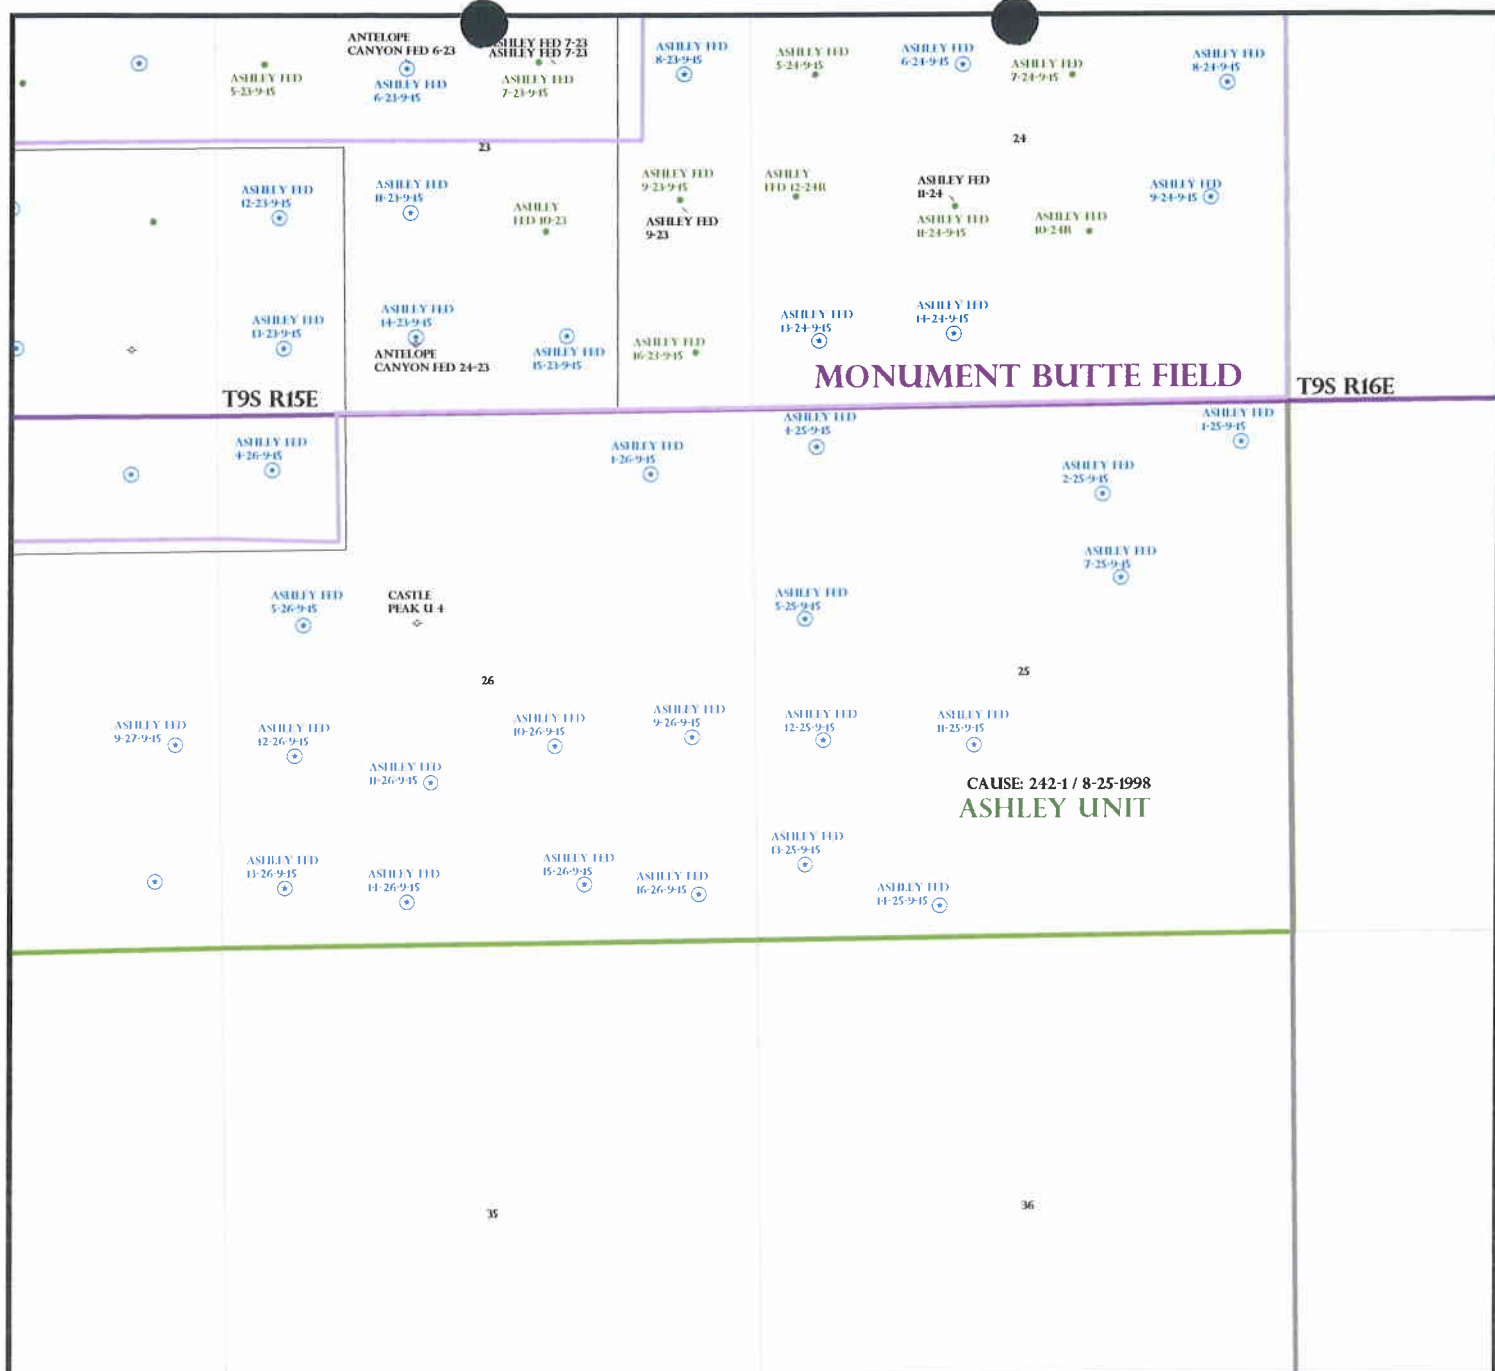 ANTELOPE
CANYON FED 6-23
ASHLEY FED 7-23
ASHLEY FED 7-23
ASHLEY FED
8-23-9-15
ASHLEY FED
5-24-9-15
ASHLEY FED
6-24-9-15
ASHLEY FED
7-24-9-15
ASHLEY FED
8-24-9-15
ASHLEY FED
5-23-9-15
ASHLEY FED
6-23-9-15
ASHLEY FED
7-23-9-15
23
24
ASHLEY FED
12-23-9-15
ASHLEY FED
11-23-9-15
ASHLEY
FED 10-23
ASHLEY FED
9-23-9-15
ASHLEY FED
9-23
ASHLEY
FED 12-24R
ASHLEY FED
11-24
ASHLEY FED
11-24-9-15
ASHLEY FED
10-24R
ASHLEY FED
9-24-9-15
ASHLEY FED
13-23-9-15
ASHLEY FED
14-23-9-15
ANTELOPE
CANYON FED 24-23
ASHLEY FED
15-23-9-15
ASHLEY FED
16-23-9-15
ASHLEY FED
13-24-9-15
ASHLEY FED
14-24-9-15
MONUMENT BUTTE FIELD
T9S R15E
T9S R16E
ASHLEY FED
4-26-9-15
ASHLEY FED
1-26-9-15
ASHLEY FED
4-25-9-15
ASHLEY FED
1-25-9-15
ASHLEY FED
2-25-9-15
ASHLEY FED
7-25-9-15
ASHLEY FED
5-26-9-15
CASTLE
PEAK U 4
ASHLEY FED
5-25-9-15
26
25
ASHLEY FED
9-27-9-15
ASHLEY FED
12-26-9-15
ASHLEY FED
11-26-9-15
ASHLEY FED
10-26-9-15
ASHLEY FED
9-26-9-15
ASHLEY FED
12-25-9-15
ASHLEY FED
11-25-9-15
CAUSE: 242-1 / 8-25-1998
ASHLEY UNIT
ASHLEY FED
13-26-9-15
ASHLEY FED
14-26-9-15
ASHLEY FED
15-26-9-15
ASHLEY FED
16-26-9-15
ASHLEY FED
13-25-9-15
ASHLEY FED
14-25-9-15
35
36